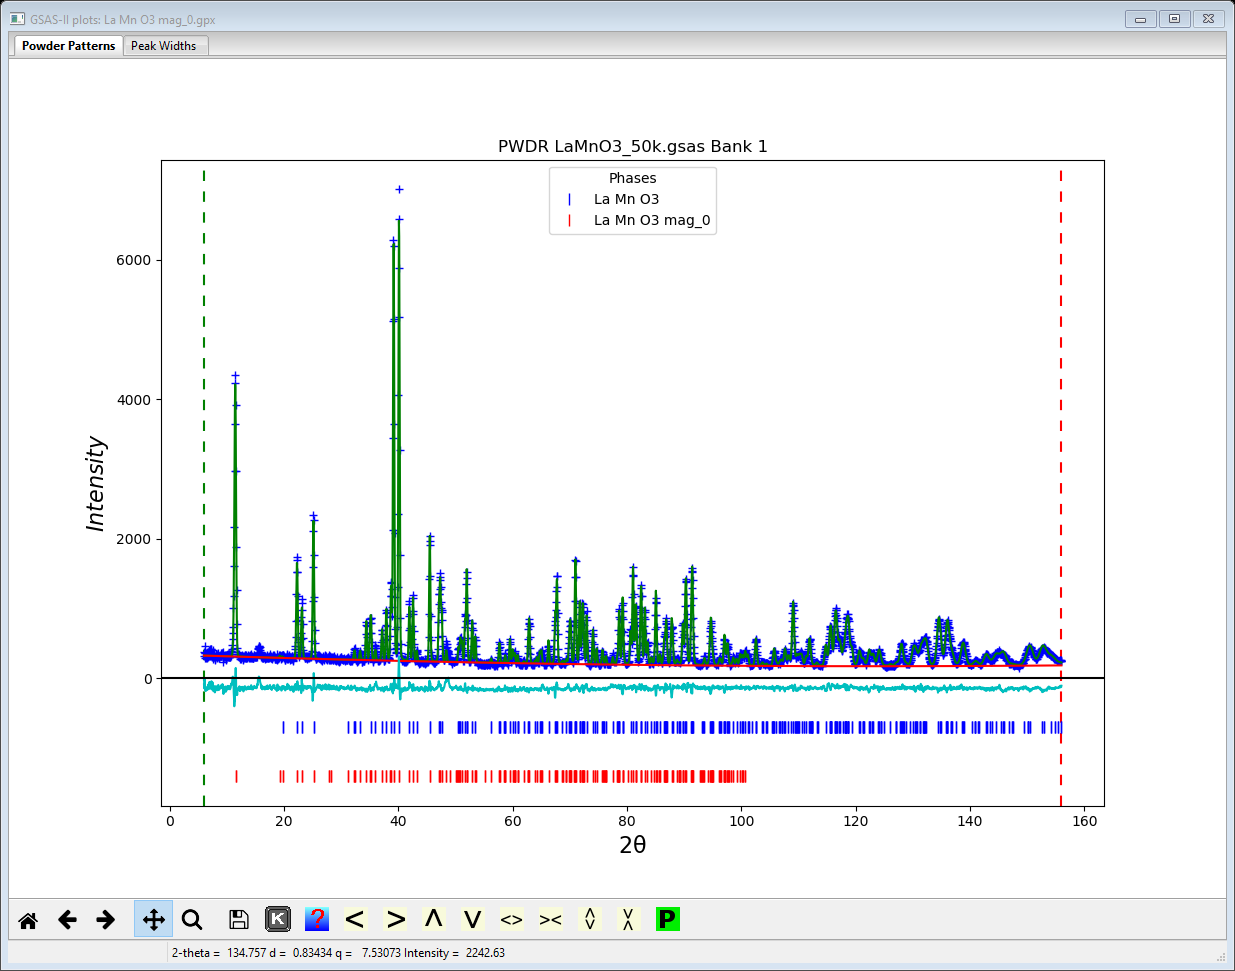 GSAS-II plots: La Mn O3 mag_0.gpx
Powder Patterns
Peak Widths
PWDR LaMnO3_50k.gsas Bank 1
Phases
La Mn O3
La Mn O3 mag_0
6000
4000
2000
0
Intensity
0 20 40 60 80 100 120 140 160
2θ
K ? < > Λ V <> >< P
2-theta = 134.757 d = 0.83434 q = 7.53073 Intensity = 2242.63